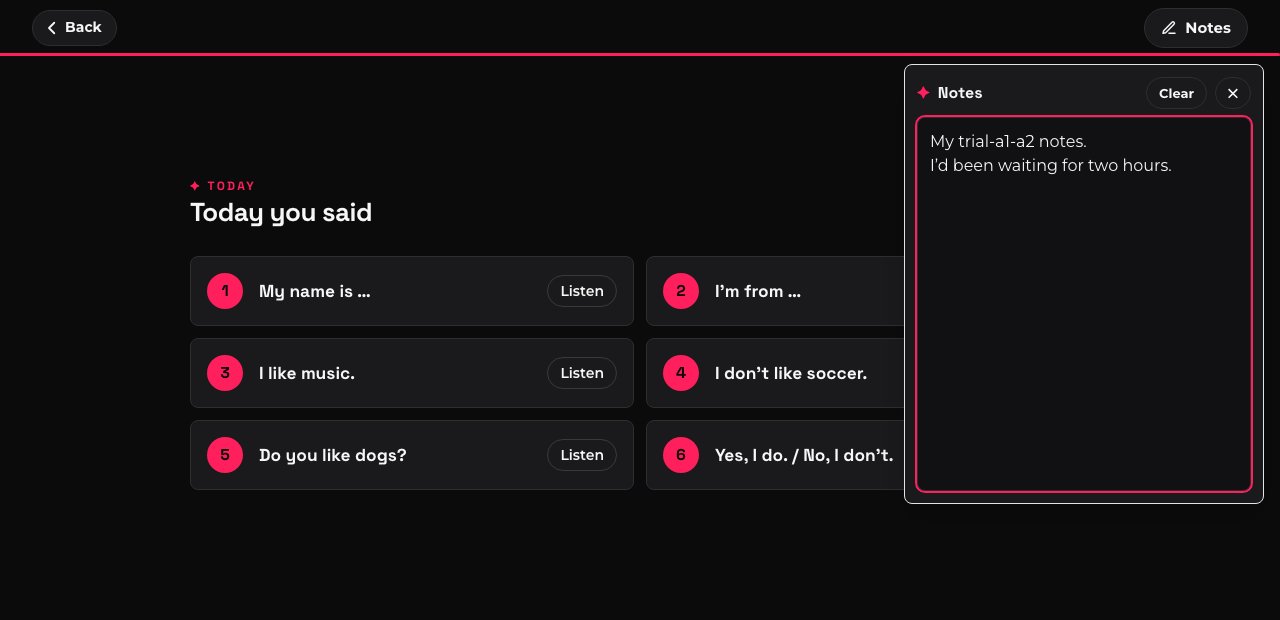 Back
Notes
TODAY
Today you said
1 My name is ... Listen
2 I'm from ...
3 I like music. Listen
4 I don't like soccer.
5 Do you like dogs? Listen
6 Yes, I do. / No, I don't.
Notes Clear
My trial-a1-a2 notes.
I'd been waiting for two hours.